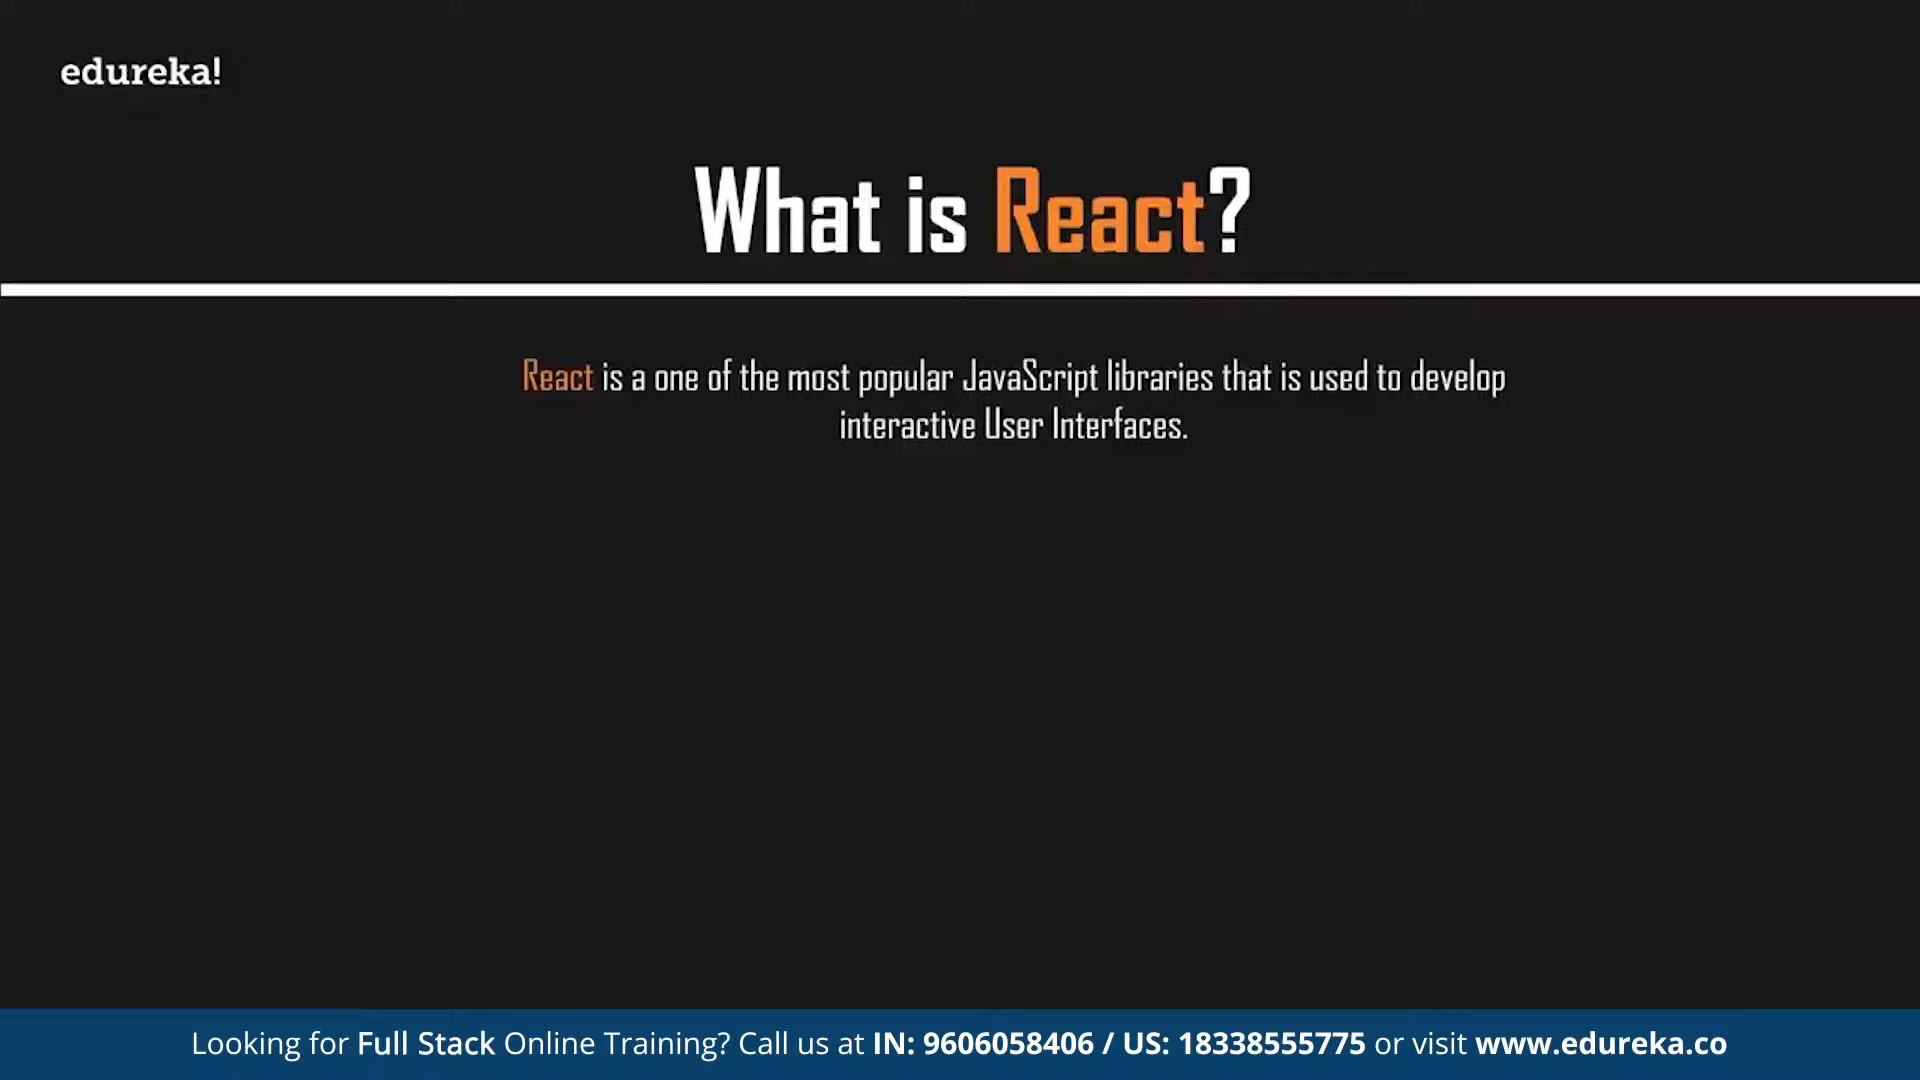 edureka!
What is React?
React is a one of the most popular JavaScript libraries that is used to develop
interactive User Interfaces.
Looking for Full Stack Online Training? Call us at IN: 9606058406 / US: 18338555775 or visit www.edureka.co